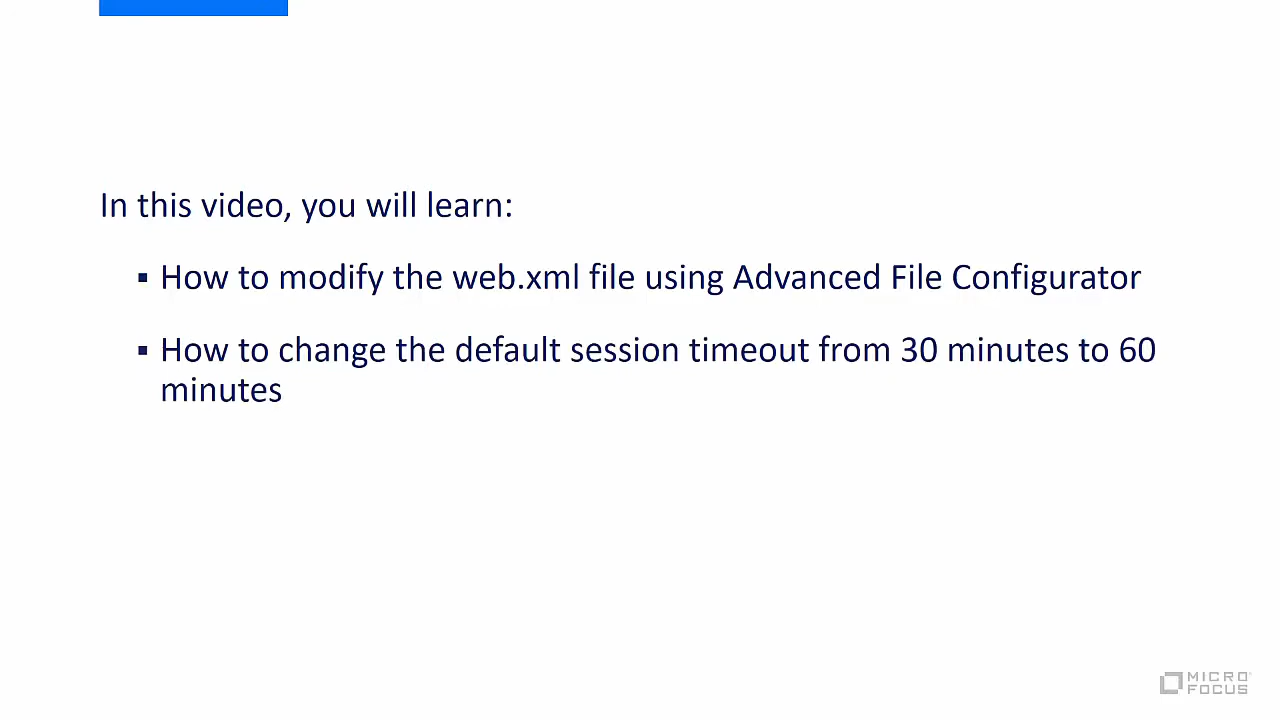 In this video, you will learn:
▪ How to modify the web.xml file using Advanced File Configurator
▪ How to change the default session timeout from 30 minutes to 60
minutes
MICRO
FOCUS